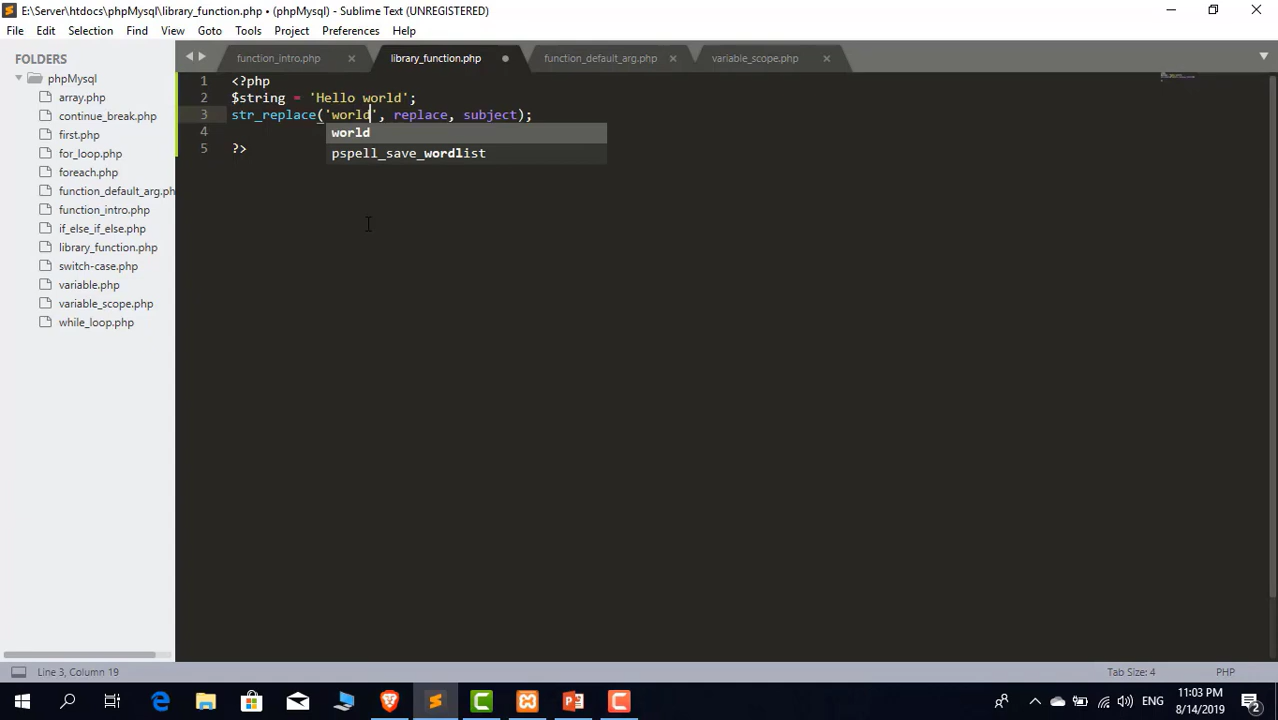 E:\Server\htdocs\phpMysql\library_function.php • (phpMysql) - Sublime Text (UNREGISTERED)
File Edit Selection Find View Goto Tools Project Preferences Help
FOLDERS
phpMysql
array.php
continue_break.php
first.php
for_loop.php
foreach.php
function_default_arg.ph
function_intro.php
if_else_if_else.php
library_function.php
switch-case.php
variable.php
variable_scope.php
while_loop.php
function_intro.php library_function.php function_default_arg.php variable_scope.php
1 <?php
2 $string = 'Hello world';
3 str_replace('world', replace, subject);
4
5 ?>
world
pspell_save_wordlist
Line 3, Column 19 Tab Size: 4 PHP
ENG
11:03 PM
8/14/2019
2